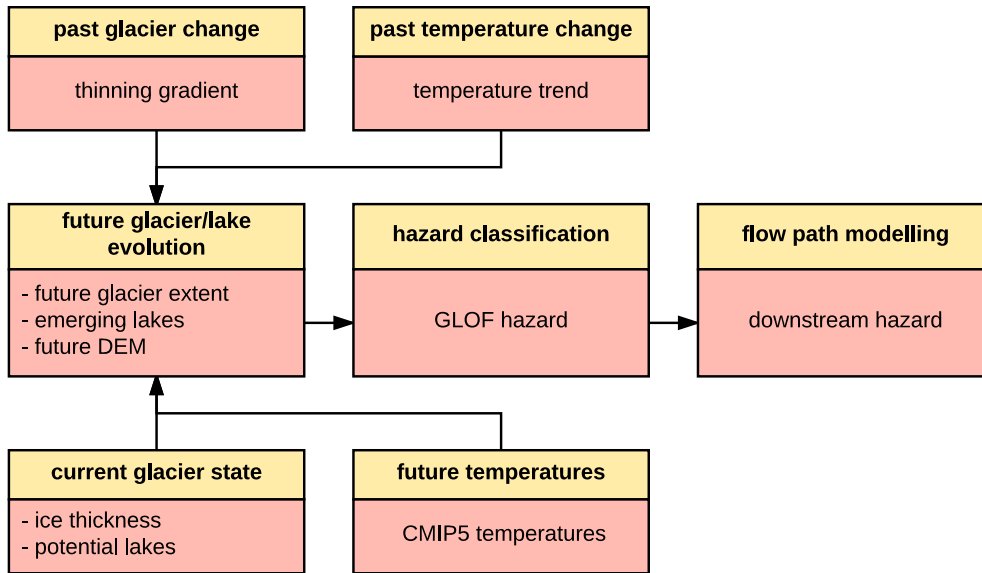 past glacier change
thinning gradient
past temperature change
temperature trend
future glacier/lake
evolution
- future glacier extent
- emerging lakes
- future DEM
hazard classification
GLOF hazard
flow path modelling
downstream hazard
current glacier state
- ice thickness
- potential lakes
future temperatures
CMIP5 temperatures